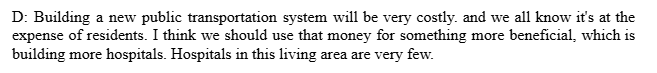 D: Building a new public transportation system will be very costly. and we all know it's at the
expense of residents. I think we should use that money for something more beneficial, which is
building more hospitals. Hospitals in this living area are very few.